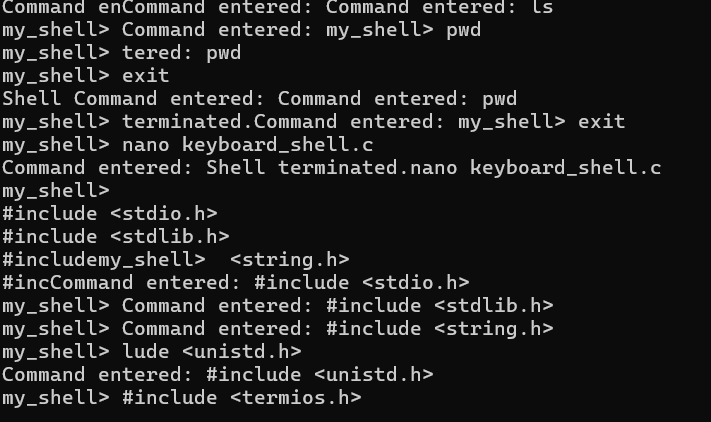 Command enCommand entered: Command entered: ls
my_shell> Command entered: my_shell> pwd
my_shell> tered: pwd
my_shell> exit
Shell Command entered: Command entered: pwd
my_shell> terminated.Command entered: my_shell> exit
my_shell> nano keyboard_shell.c
Command entered: Shell terminated.nano keyboard_shell.c
my_shell>
#include <stdio.h>
#include <stdlib.h>
#includemy_shell>  <string.h>
#incCommand entered: #include <stdio.h>
my_shell> Command entered: #include <stdlib.h>
my_shell> Command entered: #include <string.h>
my_shell> lude <unistd.h>
Command entered: #include <unistd.h>
my_shell> #include <termios.h>